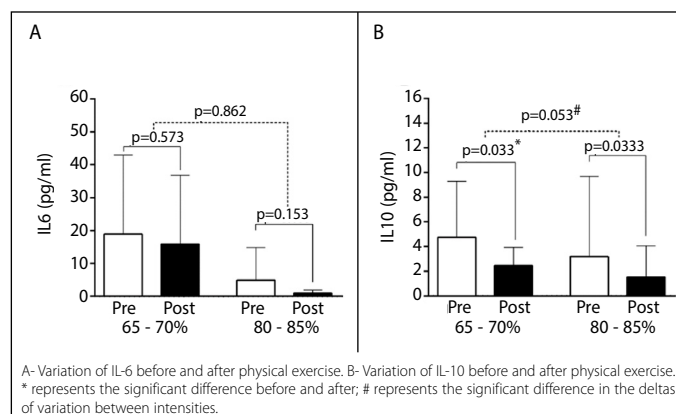 A
B
60
50
40
30
20
10
0
IL6 (pg/ml)
p=0.862
p=0.573
p=0.153
Pre Post Pre Post
65 - 70% 80 - 85%
16
14
12
10
8
6
4
2
0
IL10 (pg/ml)
p=0.053#
p=0.033*
p=0.0333
Pre Post Pre Post
65 - 70% 80 - 85%
A- Variation of IL-6 before and after physical exercise. B- Variation of IL-10 before and after physical exercise.
* represents the significant difference before and after; # represents the significant difference in the deltas
of variation between intensities.